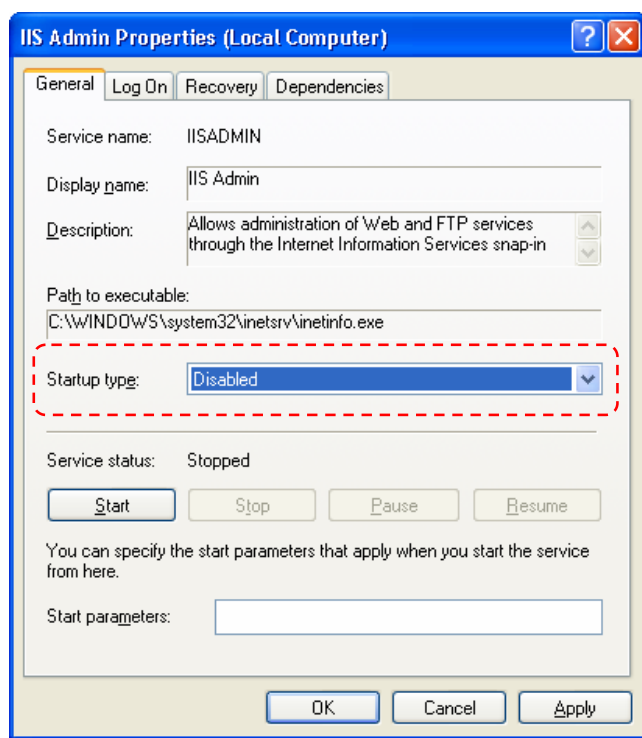 IIS Admin Properties (Local Computer)
General Log On Recovery Dependencies
Service name: IISADMIN
Display name: IIS Admin
Description: Allows administration of Web and FTP services
through the Internet Information Services snap-in
Path to executable:
C:\WINDOWS\system32\inetsrv\inetinfo.exe
Startup type: Disabled
Service status: Stopped
Start Stop Pause Resume
You can specify the start parameters that apply when you start the service
from here.
Start parameters:
OK Cancel Apply